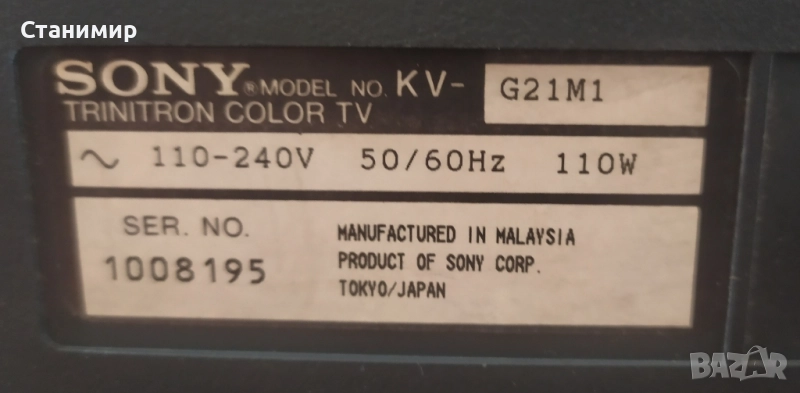 Станимир
SONY ® MODEL NO. KV- G21M1
TRINITRON COLOR TV
~ 110-240V 50/60Hz 110W
SER. NO.
1008195
MANUFACTURED IN MALAYSIA
PRODUCT OF SONY CORP.
TOKYO/JAPAN
BAZAR